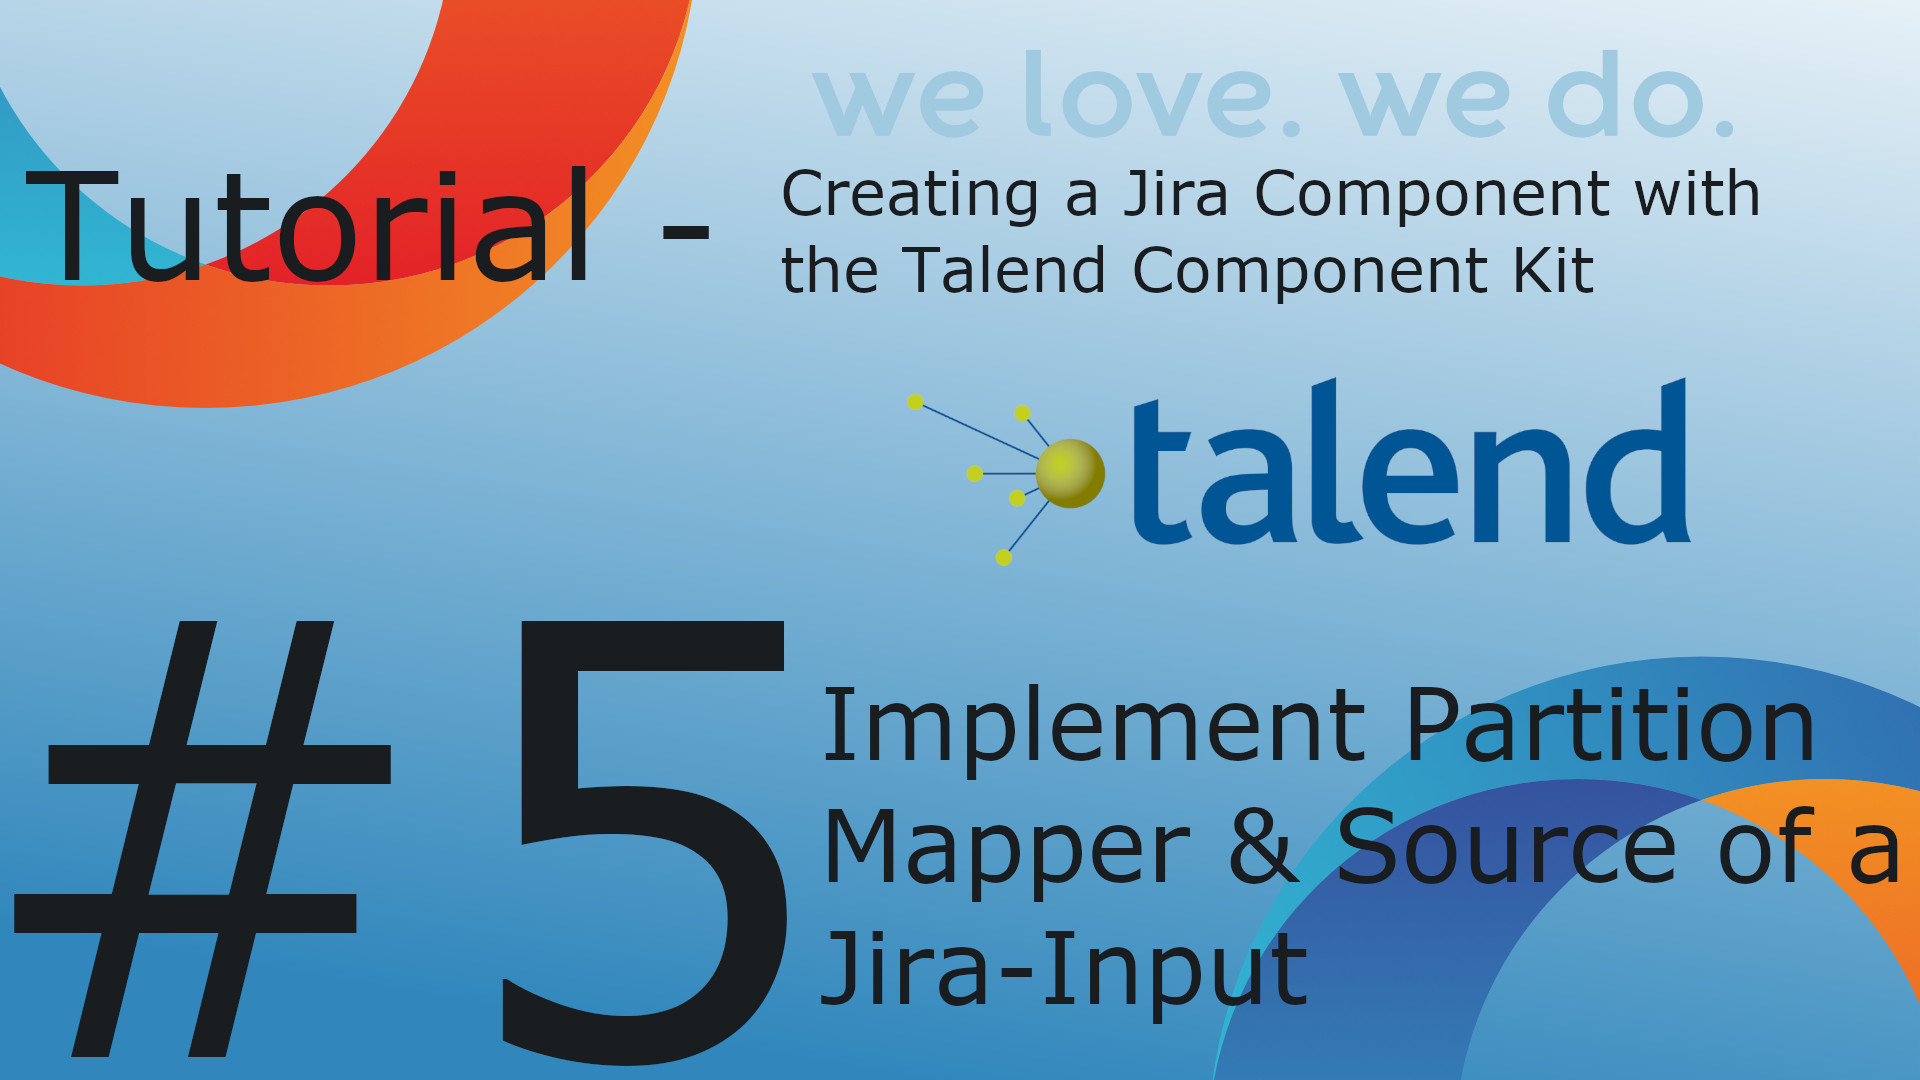 we love. we do.
Tutorial -
Creating a Jira Component with
the Talend Component Kit
talend
#5
Implement Partition
Mapper & Source of a
Jira-Input